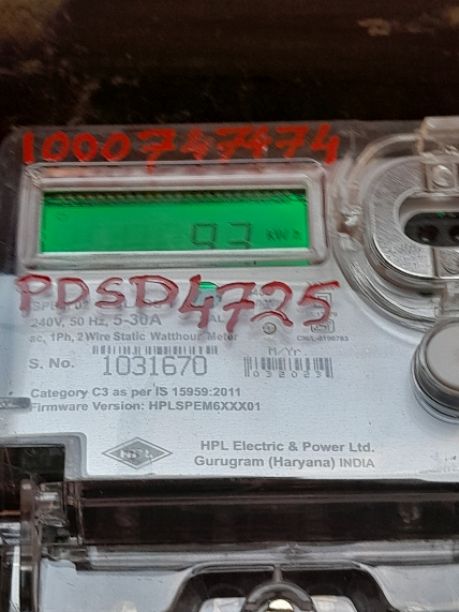 1000747474
93 kWh
PDSD4725
240V, 50 Hz, 5-30A
ac, 1Ph, 2Wire Static Watthour Meter
S. No. 1031670
M/Yr
Category C3 as per IS 15959:2011
Firmware Version: HPLSPEM6XXX01
HPL
HPL Electric & Power Ltd.
Gurugram (Haryana) INDIA